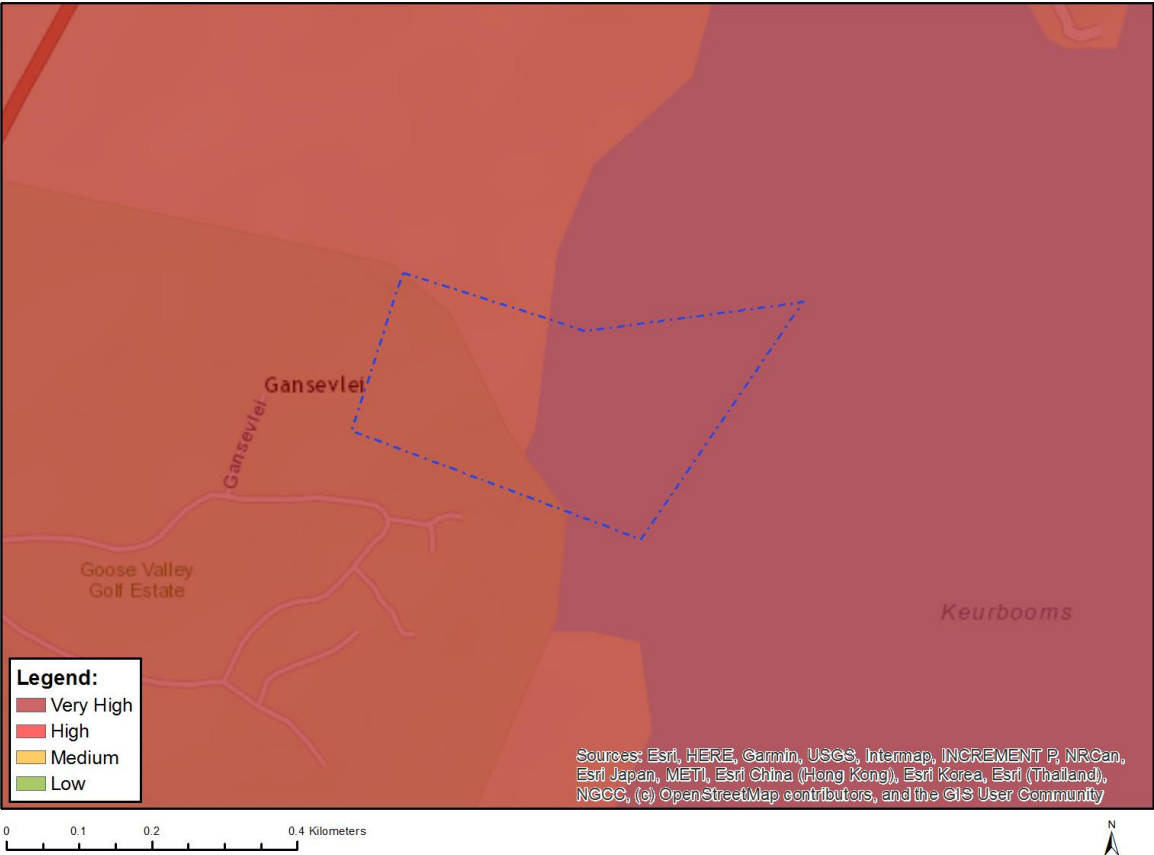 Gansevlei
Gansevlei
Goose Valley
Golf Estate
Keurbooms
Legend:
Very High
High
Medium
Low
Sources: Esri, HERE, Garmin, USGS, Intermap, INCREMENT P, NRCan,
Esri Japan, METI, Esri China (Hong Kong), Esri Korea, Esri (Thailand),
NGCC, (c) OpenStreetMap contributors, and the GIS User Community
0 0.1 0.2 0.4 Kilometers
N